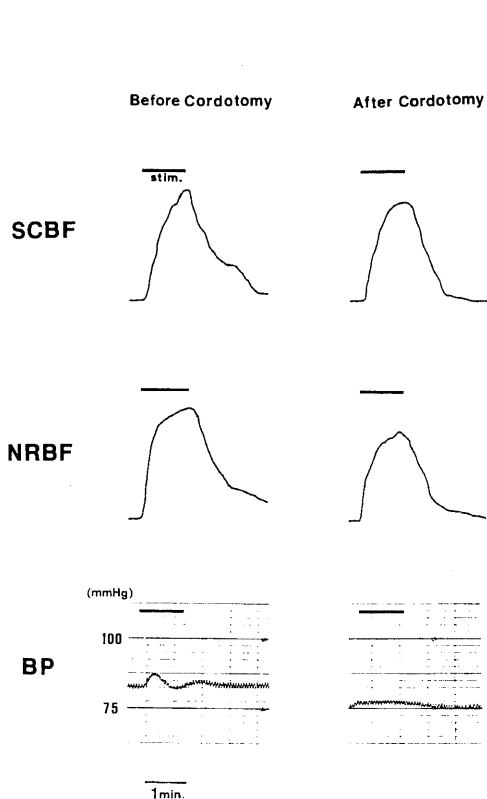 Before Cordotomy
After Cordotomy
stim.
SCBF
NRBF
(mmHg)
100
BP
75
1min.